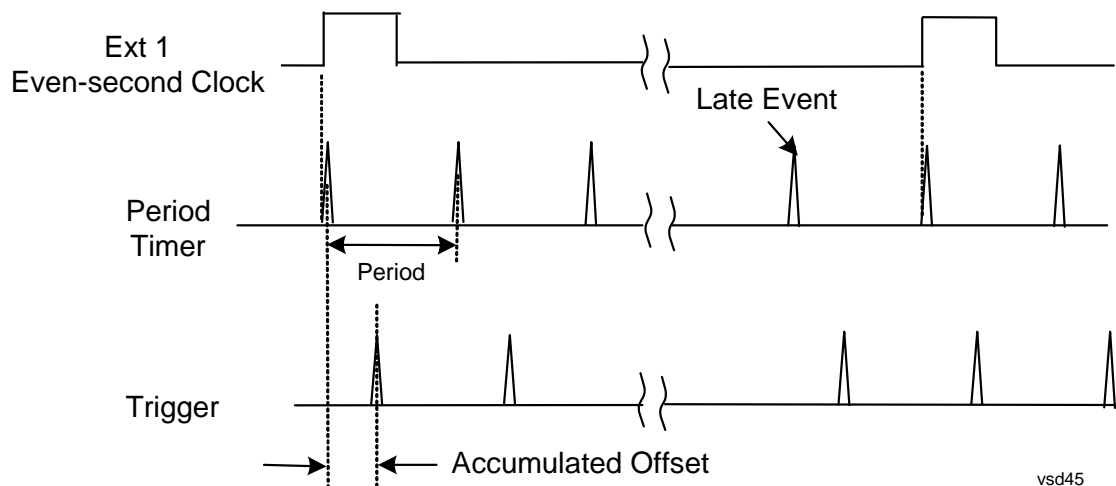 Ext 1
Even-second Clock
Late Event
Period
Timer
Period
Trigger
Accumulated Offset
vsd45